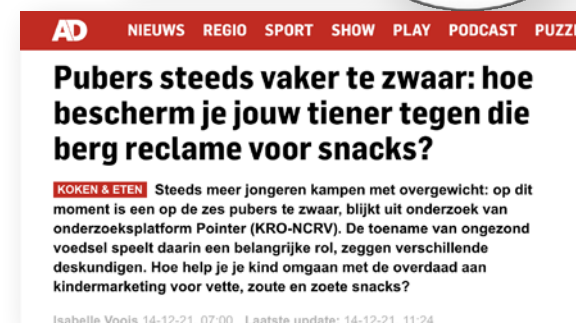 AD NIEUWS REGIO SPORT SHOW PLAY PODCAST
Pubers steeds vaker te zwaar: hoe
bescherm je jouw tiener tegen die
berg reclame voor snacks?
KOKEN & ETEN Steeds meer jongeren kampen met overgewicht: op dit
moment is een op de zes pubers te zwaar, blijkt uit onderzoek van
onderzoeksplatform Pointer (KRO-NCRV). De toename van ongezond
voedsel speelt daarin een belangrijke rol, zeggen verschillende
deskundigen. Hoe help je je kind omgaan met de overdaad aan
kindermarketing voor vette, zoute en zoete snacks?
Isabelle Voois 14-12-21, 07:00 Laatste update: 14-12-21, 11:24